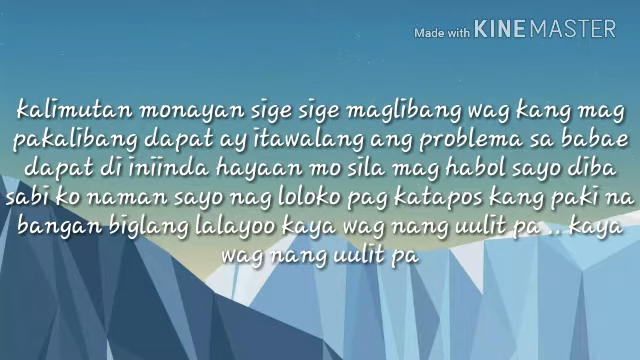 Made with KINEMASTER
kalimutan monayan sige sige maglibang wag kang mag
pakalibang dapat ay itawalang ang problema sa babae
dapat di iniinda hayaan mo sila mag habol sayo diba
sabi ko naman sayo nag loloko pag katapos kang paki na
bangan biglang lalayoo kaya wag nang uulit pa .. kaya
wag nang uulit pa